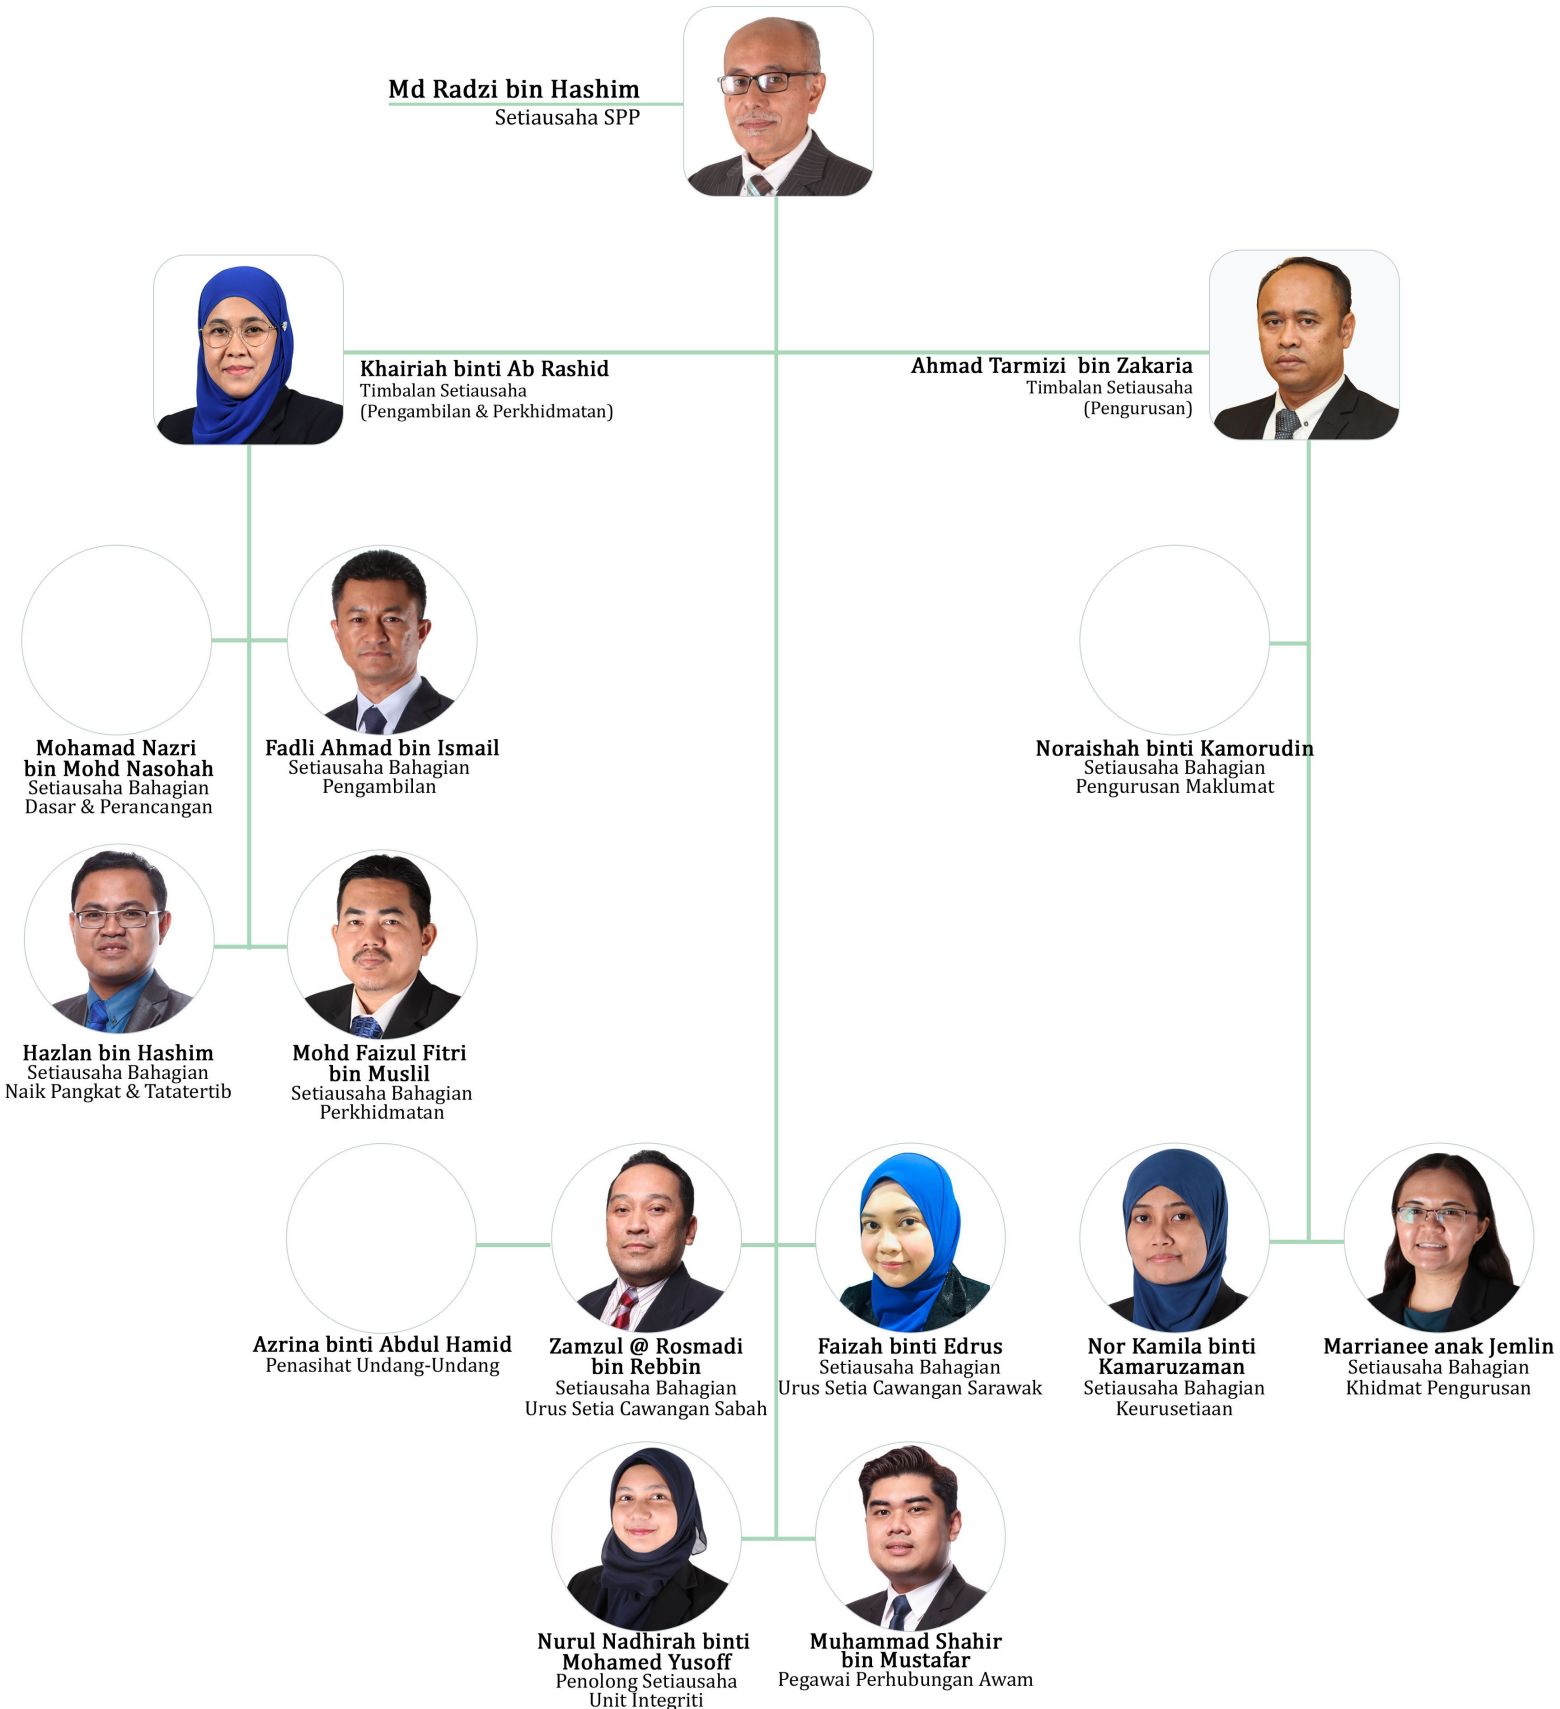 Md Radzi bin Hashim
Setiausaha SPP
Khairiah binti Ab Rashid
Timbalan Setiausaha
(Pengambilan & Perkhidmatan)
Ahmad Tarmizi  bin Zakaria
Timbalan Setiausaha
(Pengurusan)
Mohamad Nazri
bin Mohd Nasohah
Setiausaha Bahagian
Dasar & Perancangan
Fadli Ahmad bin Ismail
Setiausaha Bahagian
Pengambilan
Noraishah binti Kamorudin
Setiausaha Bahagian
Pengurusan Maklumat
Hazlan bin Hashim
Setiausaha Bahagian
Naik Pangkat & Tatatertib
Mohd Faizul Fitri
bin Muslil
Setiausaha Bahagian
Perkhidmatan
Azrina binti Abdul Hamid
Penasihat Undang-Undang
Zamzul @ Rosmadi
bin Rebbin
Setiausaha Bahagian
Urus Setia Cawangan Sabah
Faizah binti Edrus
Setiausaha Bahagian
Urus Setia Cawangan Sarawak
Nor Kamila binti
Kamaruzaman
Setiausaha Bahagian
Keurusetiaan
Marrianee anak Jemlin
Setiausaha Bahagian
Khidmat Pengurusan
Nurul Nadhirah binti
Mohamed Yusoff
Penolong Setiausaha
Unit Integriti
Muhammad Shahir
bin Mustafar
Pegawai Perhubungan Awam